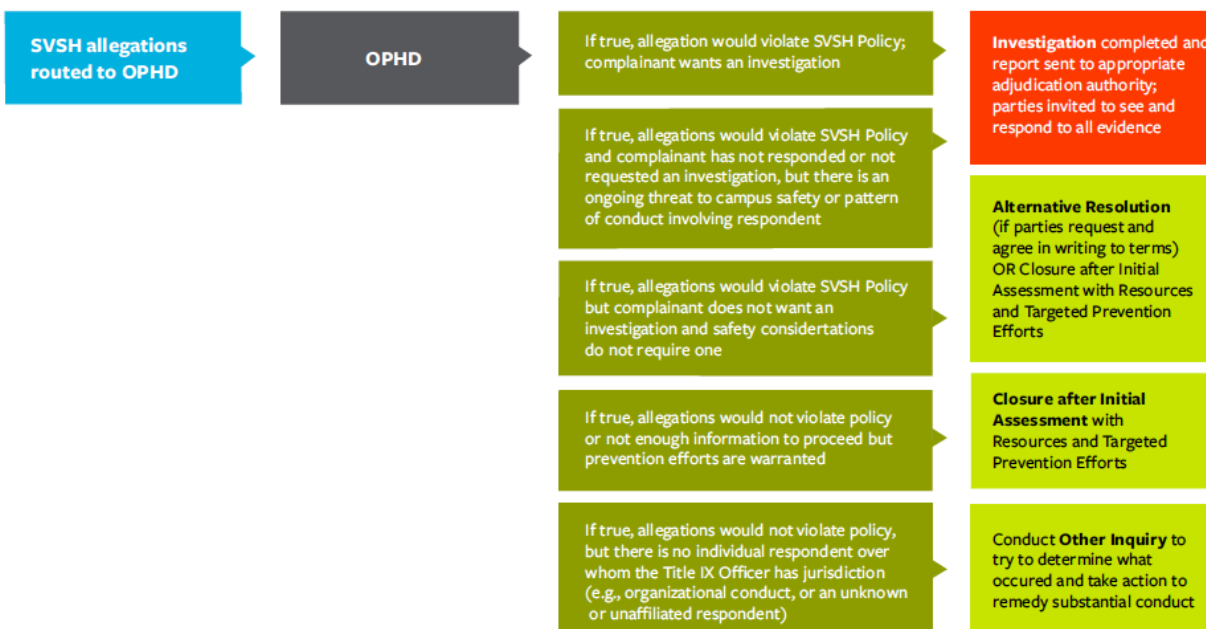 SVSH allegations
routed to OPHD
OPHD
If true, allegation would violate SVSH Policy;
complainant wants an investigation
Investigation completed and
report sent to appropriate
adjudication authority;
parties invited to see and
respond to all evidence
If true, allegations would violate SVSH Policy
and complainant has not responded or not
requested an investigation, but there is an
ongoing threat to campus safety or pattern
of conduct involving respondent
Alternative Resolution
(if parties request and
agree in writing to terms)
OR Closure after Initial
Assessment with Resources
and Targeted Prevention
Efforts
If true, allegations would violate SVSH Policy
but complainant does not want an
investigation and safety considertations
do not require one
If true, allegations would not violate policy
or not enough information to proceed but
prevention efforts are warranted
Closure after Initial
Assessment with
Resources and Targeted
Prevention Efforts
If true, allegations would not violate policy,
but there is no individual respondent over
whom the Title IX Officer has jurisdiction
(e.g., organizational conduct, or an unknown
or unaffiliated respondent)
Conduct Other Inquiry to
try to determine what
occured and take action to
remedy substantial conduct